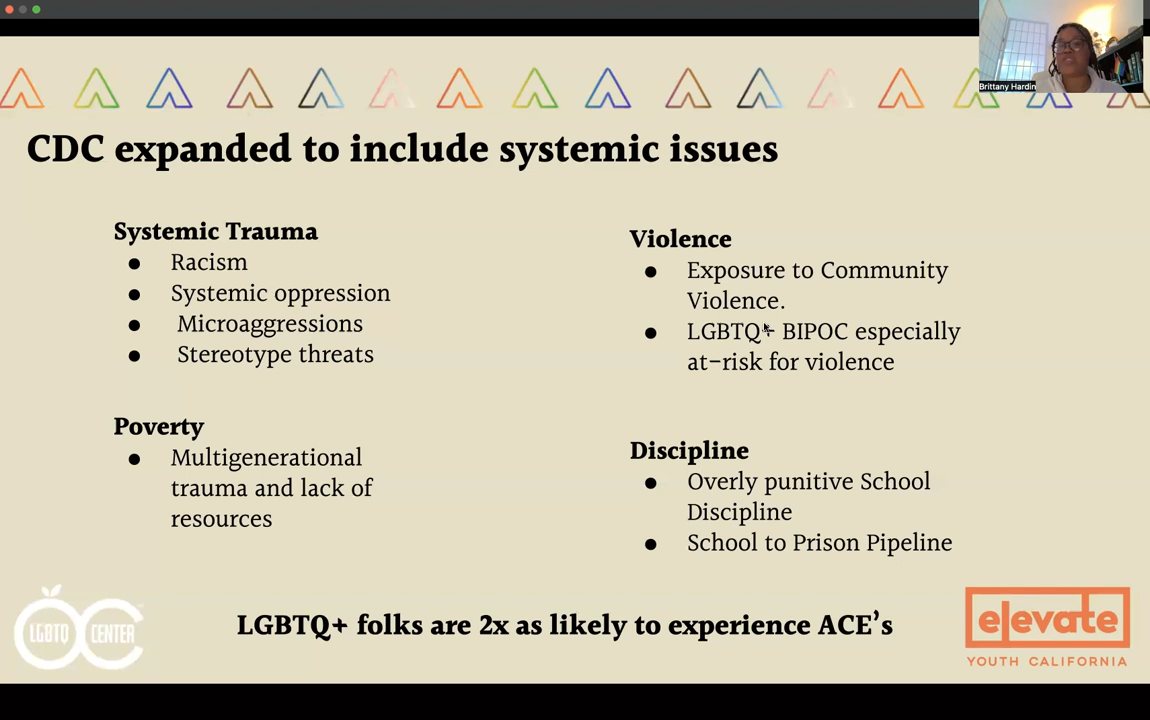 Brittany Hardin
CDC expanded to include systemic issues
Systemic Trauma
● Racism
● Systemic oppression
● Microaggressions
● Stereotype threats
Poverty
● Multigenerational
trauma and lack of
resources
Violence
● Exposure to Community
Violence.
● LGBTQ+ BIPOC especially
at-risk for violence
Discipline
● Overly punitive School
Discipline
● School to Prison Pipeline
LGBTQ CENTER
OC
LGBTQ+ folks are 2x as likely to experience ACE's
elevate
YOUTH CALIFORNIA